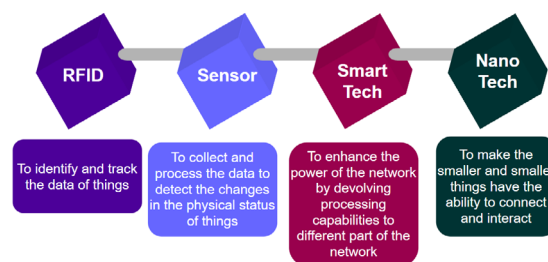 RFID
Sensor
Smart
Tech
Nano
Tech
To identify and track
the data of things
To collect and
process the data to
detect the changes
in the physical status
of things
To enhance the
power of the network
by devolving
processing
capabilities to
different part of the
network
To make the
smaller and smaller
things have the
ability to connect
and interact